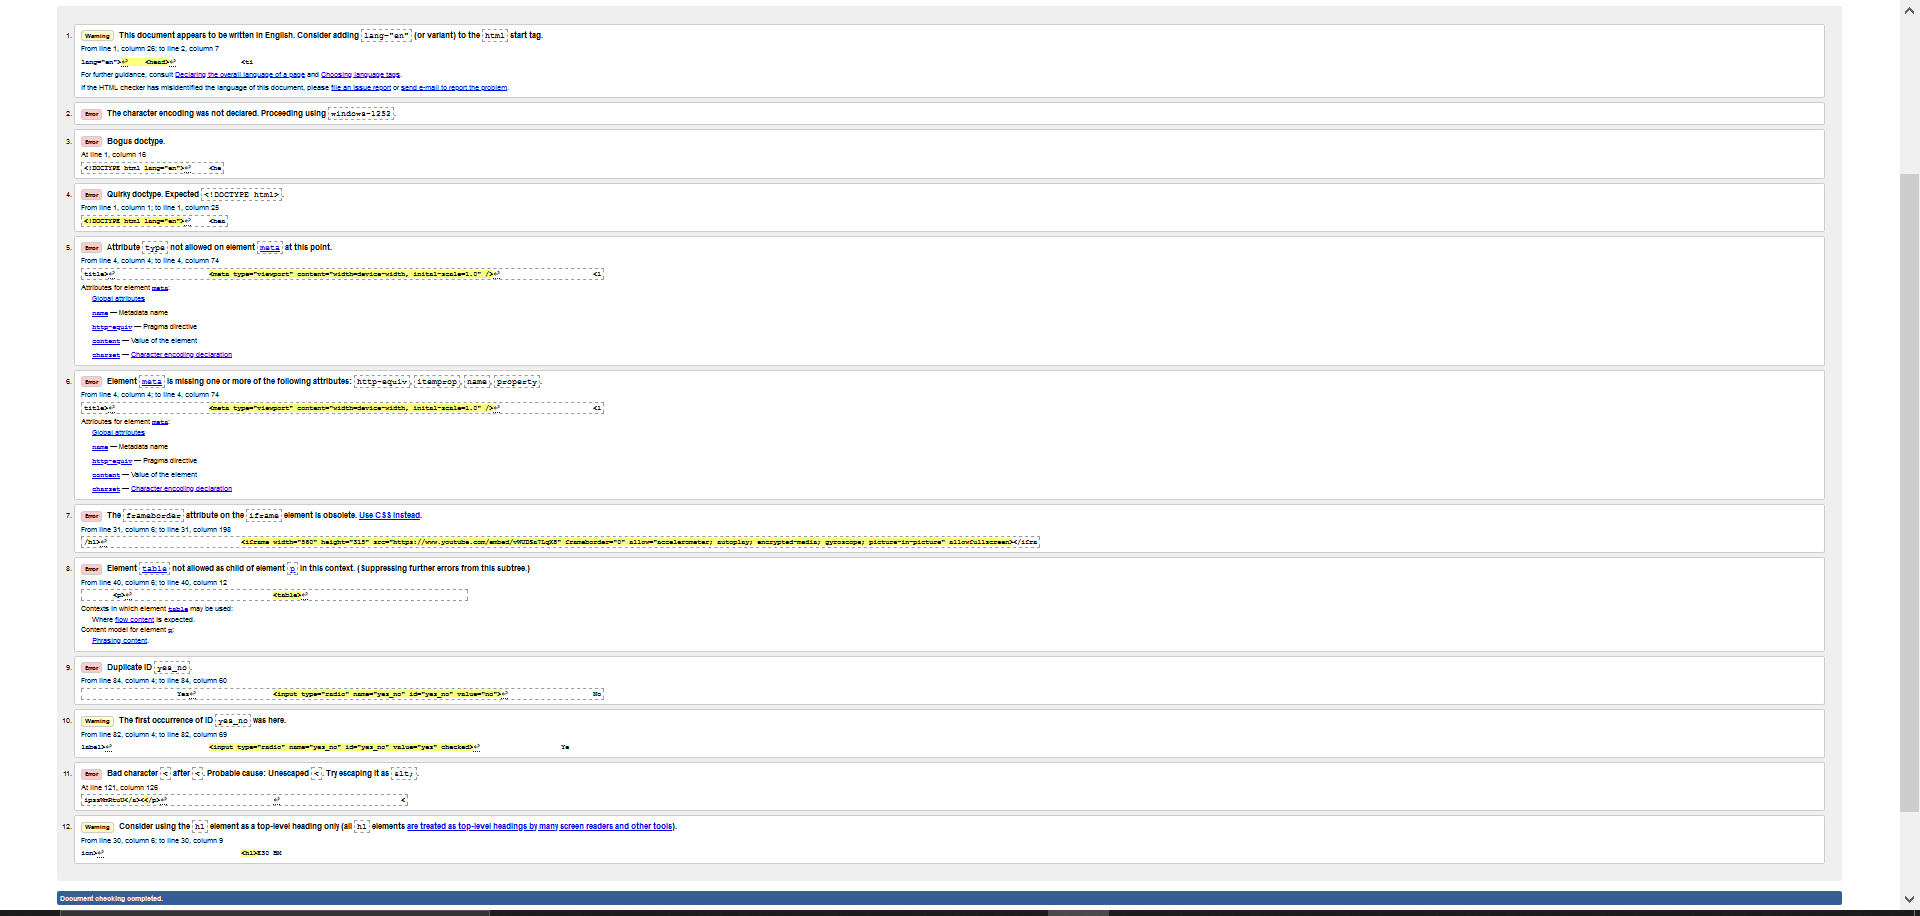 1. Warning This document appears to be written in English. Consider adding lang="en" (or variant) to the html start tag.
From line 1, column 26; to line 2, column 7
lang="en">↩ <head>↩ <ti
For further guidance, consult Declaring the overall language of a page and Choosing language tags.
If the HTML checker has misidentified the language of this document, please file an issue report or send e-mail to report the problem.
2. Error The character encoding was not declared. Proceeding using windows-1252.
3. Error Bogus doctype.
At line 1, column 16
<!DOCTYPE html lang="en">↩ <he
4. Error Quirky doctype. Expected <!DOCTYPE html>.
From line 1, column 1; to line 1, column 25
<!DOCTYPE html lang="en">↩ <hea
5. Error Attribute type not allowed on element meta at this point.
From line 4, column 4; to line 4, column 74
title>↩ <meta type="viewport" content="width=device-width, inital-scale=1.0" />↩ <l
Attributes for element meta:
Global attributes
name — Metadata name
http-equiv — Pragma directive
content — Value of the element
charset — Character encoding declaration
6. Error Element meta is missing one or more of the following attributes: http-equiv, itemprop, name, property.
From line 4, column 4; to line 4, column 74
title>↩ <meta type="viewport" content="width=device-width, inital-scale=1.0" />↩ <l
Attributes for element meta:
Global attributes
name — Metadata name
http-equiv — Pragma directive
content — Value of the element
charset — Character encoding declaration
7. Error The frameborder attribute on the iframe element is obsolete. Use CSS instead.
From line 31, column 6; to line 31, column 198
/h1>↩ <iframe width="560" height="315" frameborder="0" allow="accelerometer; autoplay; encrypted-media; gyroscope; picture-in-picture" allowfullscreen></ifra
8. Error Element table not allowed as child of element p in this context. (Suppressing further errors from this subtree.)
From line 40, column 6; to line 40, column 12
<p>↩ <table>↩
Contexts in which element table may be used:
Where flow content is expected.
Content model for element p:
Phrasing content.
9. Error Duplicate ID yes_no.
From line 84, column 4; to line 84, column 60
Yes↩ <input type="radio" name="yes_no" id="yes_no" value="no">↩ No
10. Warning The first occurrence of ID yes_no was here.
From line 82, column 4; to line 82, column 69
label>↩ <input type="radio" name="yes_no" id="yes_no" value="yes" checked>↩ Ye
11. Error Bad character < after <. Probable cause: Unescaped <. Try escaping it as &lt;.
At line 121, column 126
</a><</p>↩ ↩ <
12. Warning Consider using the h1 element as a top-level heading only (all h1 elements are treated as top-level headings by many screen readers and other tools).
From line 30, column 6; to line 30, column 9
ion>↩ <h1>
Document checking completed.